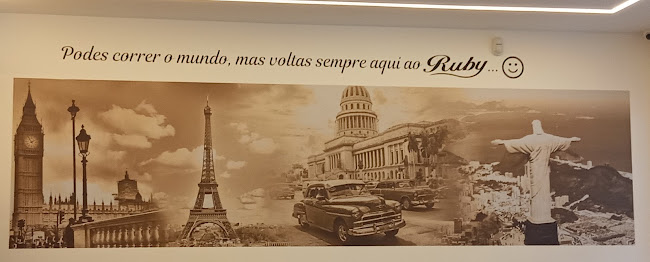 Podes correr o mundo, mas voltas sempre aqui ao Ruby...